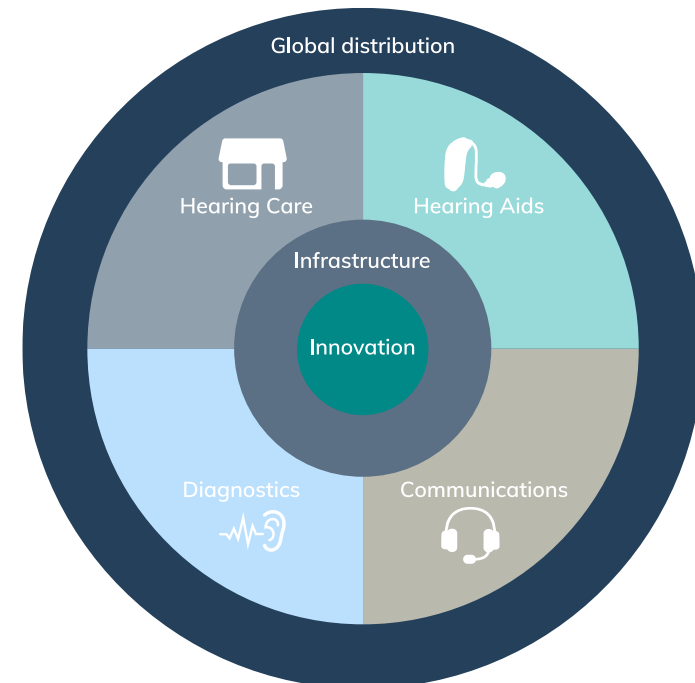 Global distribution
Hearing Care
Hearing Aids
Infrastructure
Innovation
Diagnostics
Communications